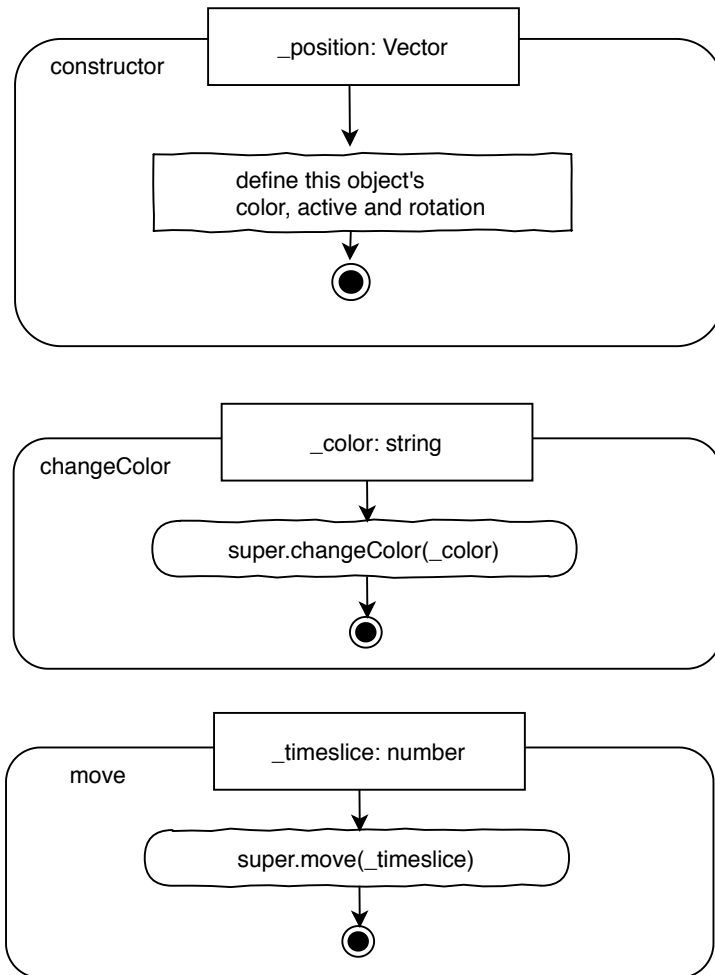 _position: Vector
constructor
define this object's
color, active and rotation
_color: string
changeColor
super.changeColor(_color)
_timeslice: number
move
super.move(_timeslice)